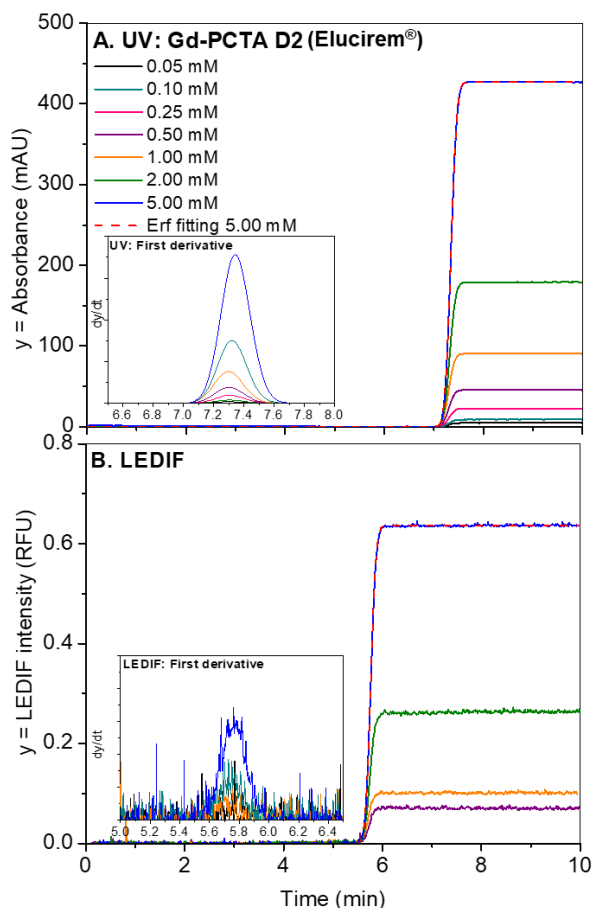 A. UV: Gd-PCTA D2 (Elucirem®)
0.05 mM
0.10 mM
0.25 mM
0.50 mM
1.00 mM
2.00 mM
5.00 mM
Erf fitting 5.00 mM
y = Absorbance (mAU)
500
400
300
200
100
0
UV: First derivative
dy/dt
6.6 6.8 7.0 7.2 7.4 7.6 7.8 8.0
B. LEDIF
y = LEDIF intensity (RFU)
0.8
0.6
0.4
0.2
0.0
LEDIF: First derivative
dy/dt
5.0 5.2 5.4 5.6 5.8 6.0 6.2 6.4
0 2 4 6 8 10
Time (min)